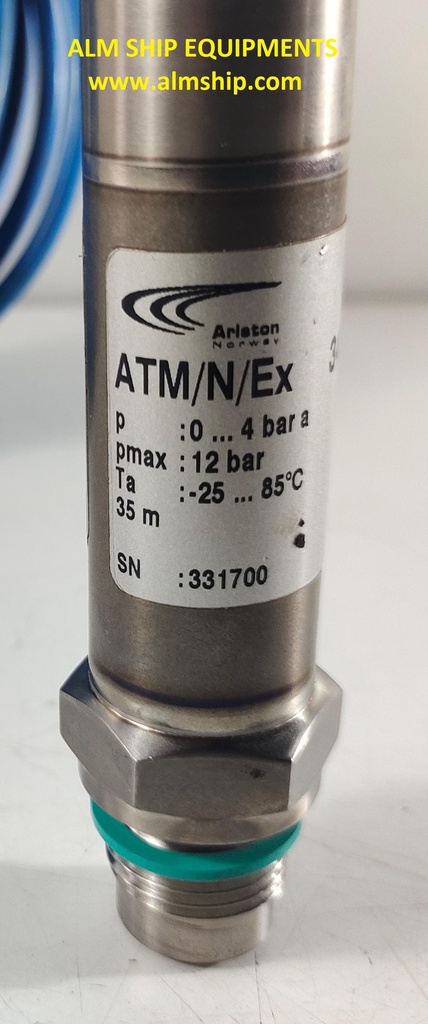 ALM SHIP EQUIPMENTS
www.almship.com
Ariston
Norway
ATM/N/Ex
p :0 ... 4 bar a
pmax : 12 bar
Ta :-25 ... 85°C
35 m
SN :331700